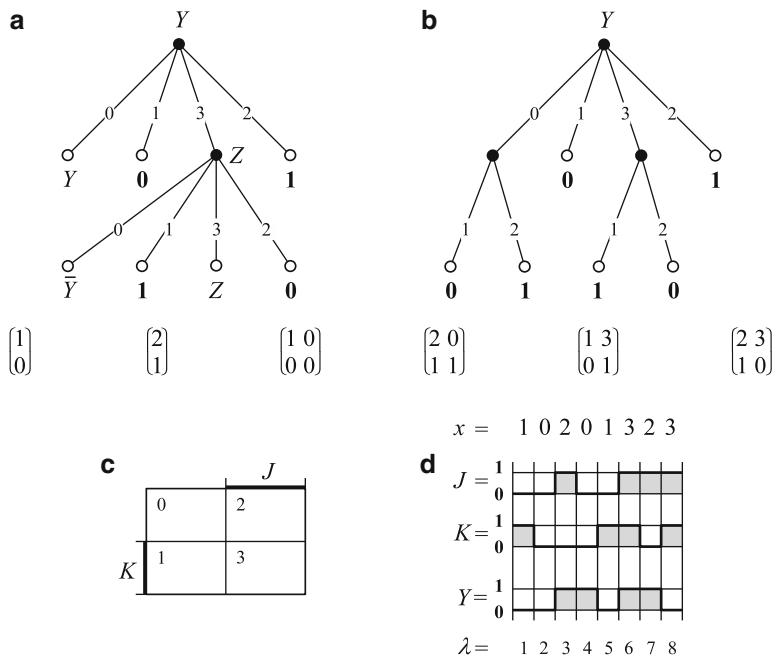 a
Y
0 1 3 2
Y 0 Z 1
0 1 3 2
Ȳ 1 Z 0
b
Y
0 1 3 2
0 1
1 2 1 2
0 1 1 0
(1 0) (2 1) (1 0 0 0) (2 0 1 1) (1 3 0 1) (2 3 1 0)
c
J
0 2
K 1 3
x = 1 0 2 0 1 3 2 3
d
1
J = 0
1
K = 0
1
Y = 0
λ = 1 2 3 4 5 6 7 8